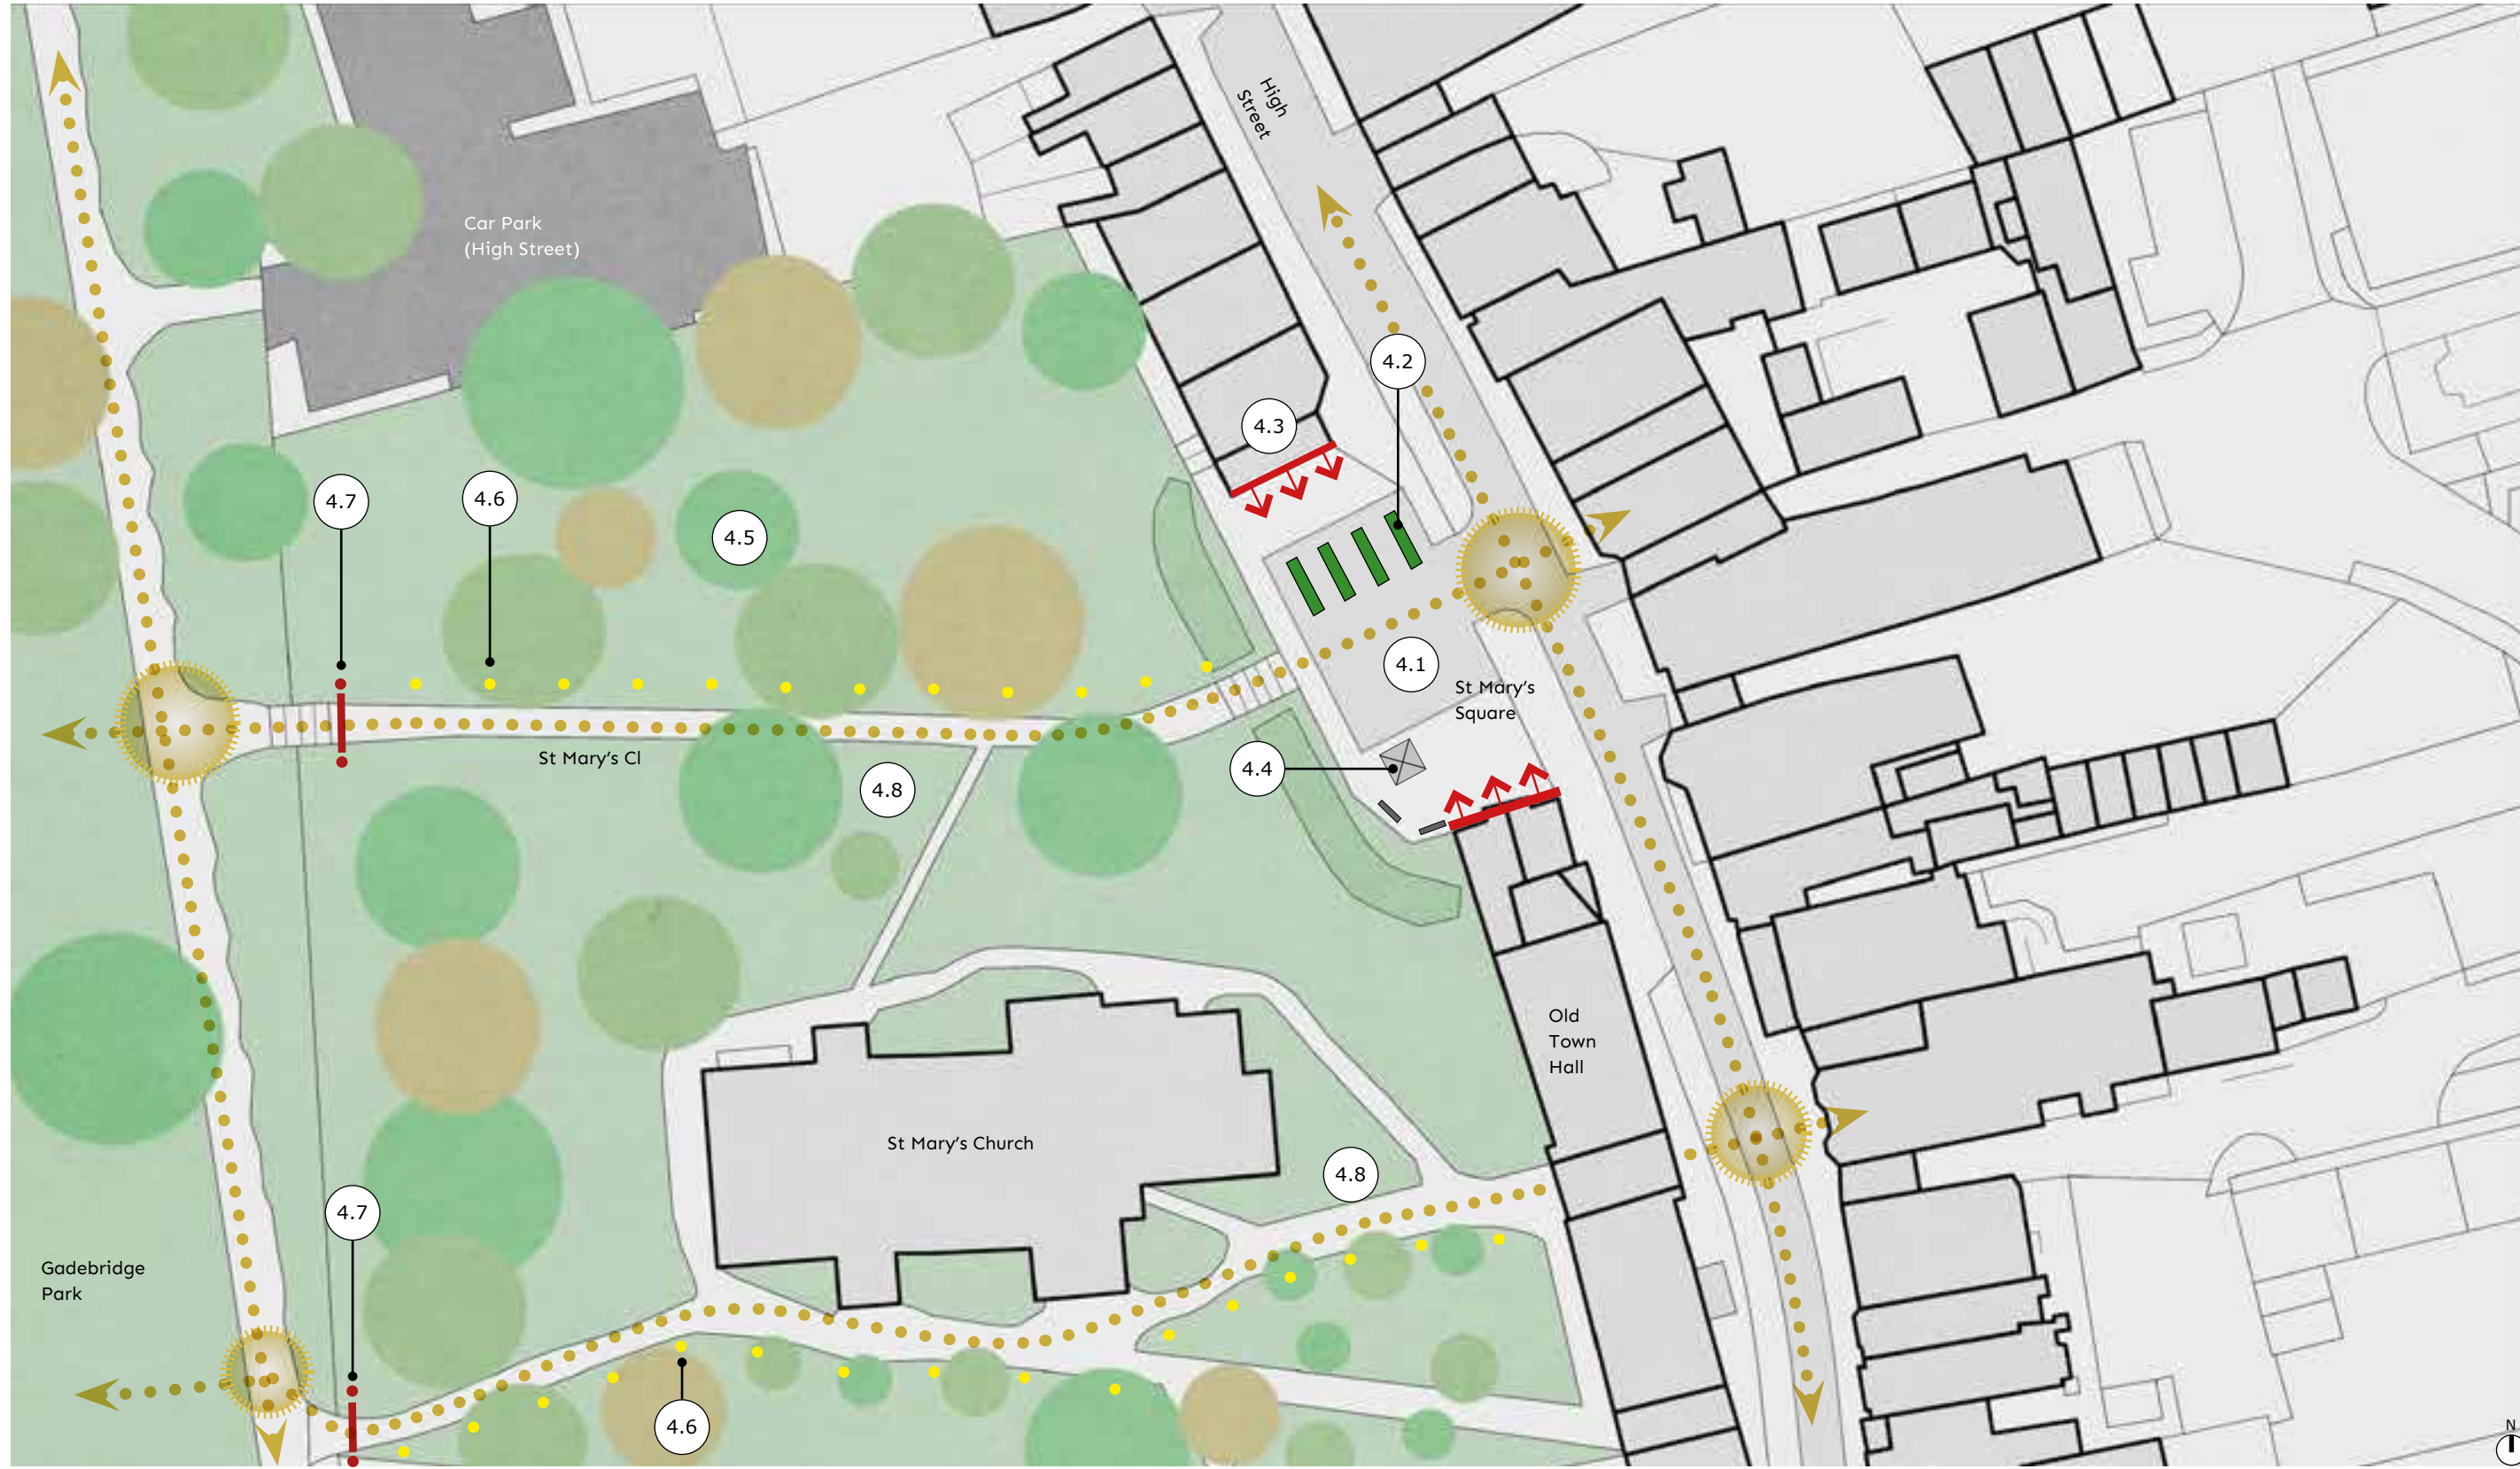 High
Street
Car Park
(High Street)
4.2
4.3
4.7
4.6
4.5
4.1
St Mary's
Square
St Mary's Cl
4.4
4.8
Old
Town
Hall
St Mary's Church
4.8
4.7
Gadebridge
Park
4.6
N